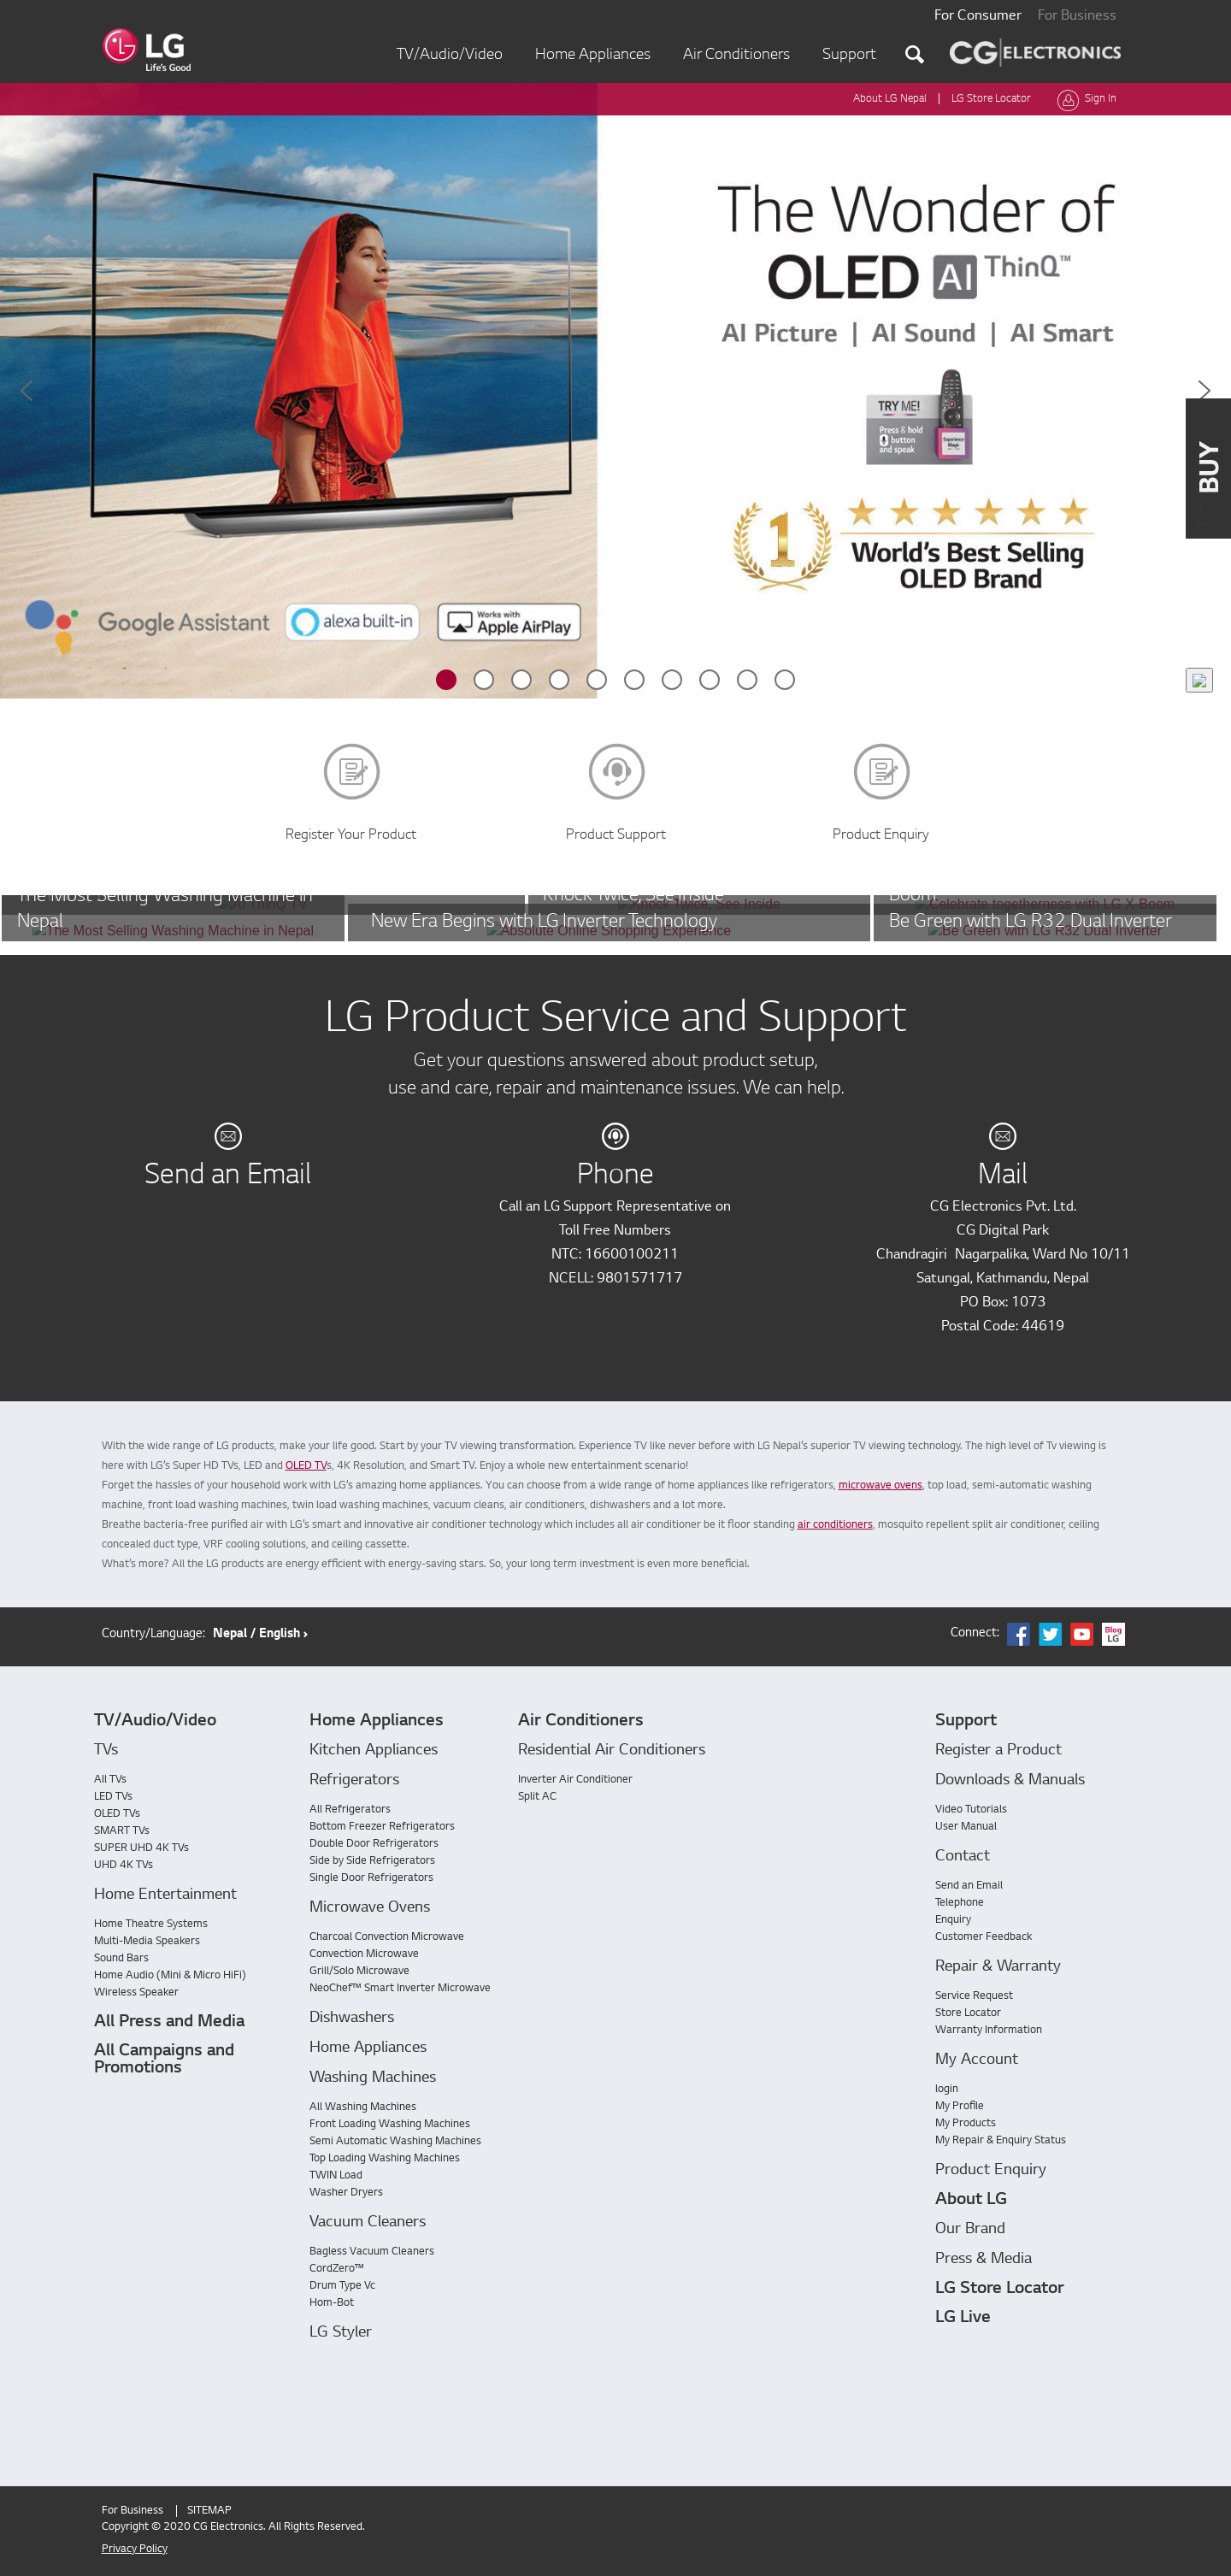 For Consumer For Business
LG
Life's Good
TV/Audio/Video Home Appliances Air Conditioners Support
CG|ELECTRONICS
About LG Nepal | LG Store Locator Sign In
The Wonder of
OLED AI ThinQ™
AI Picture | AI Sound | AI Smart
TRY ME!
Press & hold
button
and speak
Experience
Magic
BUY
1
World's Best Selling
OLED Brand
Google Assistant
alexa built-in
Works with
Apple AirPlay
Register Your Product
Product Support
Product Enquiry
The Most Selling Washing Machine in
Nepal
The Most Selling Washing Machine in Nepal
Knock Twice, See Inside
Knock Twice, See Inside
New Era Begins with LG Inverter Technology
Absolute Online Shopping Experience
Boom
Celebrate togetherness with LG X-Boom
Be Green with LG R32 Dual Inverter
Be Green with LG R32 Dual Inverter
LG Product Service and Support
Get your questions answered about product setup,
use and care, repair and maintenance issues. We can help.
Send an Email
Phone
Call an LG Support Representative on
Toll Free Numbers
NTC: 16600100211
NCELL: 9801571717
Mail
CG Electronics Pvt. Ltd.
CG Digital Park
Chandragiri Nagarpalika, Ward No 10/11
Satungal, Kathmandu, Nepal
PO Box: 1073
Postal Code: 44619
With the wide range of LG products, make your life good. Start by your TV viewing transformation. Experience TV like never before with LG Nepal's superior TV viewing technology. The high level of Tv viewing is
here with LG's Super HD TVs, LED and OLED TVs, 4K Resolution, and Smart TV. Enjoy a whole new entertainment scenario!
Forget the hassles of your household work with LG's amazing home appliances. You can choose from a wide range of home appliances like refrigerators, microwave ovens, top load, semi-automatic washing
machine, front load washing machines, twin load washing machines, vacuum cleans, air conditioners, dishwashers and a lot more.
Breathe bacteria-free purified air with LG's smart and innovative air conditioner technology which includes all air conditioner be it floor standing air conditioners, mosquito repellent split air conditioner, ceiling
concealed duct type, VRF cooling solutions, and ceiling cassette.
What's more? All the LG products are energy efficient with energy-saving stars. So, your long term investment is even more beneficial.
Country/Language: Nepal / English ›
Connect:
Blog
LG
TV/Audio/Video
TVs
All TVs
LED TVs
OLED TVs
SMART TVs
SUPER UHD 4K TVs
UHD 4K TVs
Home Entertainment
Home Theatre Systems
Multi-Media Speakers
Sound Bars
Home Audio (Mini & Micro HiFi)
Wireless Speaker
All Press and Media
All Campaigns and
Promotions
Home Appliances
Kitchen Appliances
Refrigerators
All Refrigerators
Bottom Freezer Refrigerators
Double Door Refrigerators
Side by Side Refrigerators
Single Door Refrigerators
Microwave Ovens
Charcoal Convection Microwave
Convection Microwave
Grill/Solo Microwave
NeoChef™ Smart Inverter Microwave
Dishwashers
Home Appliances
Washing Machines
All Washing Machines
Front Loading Washing Machines
Semi Automatic Washing Machines
Top Loading Washing Machines
TWIN Load
Washer Dryers
Vacuum Cleaners
Bagless Vacuum Cleaners
CordZero™
Drum Type Vc
Hom-Bot
LG Styler
Air Conditioners
Residential Air Conditioners
Inverter Air Conditioner
Split AC
Support
Register a Product
Downloads & Manuals
Video Tutorials
User Manual
Contact
Send an Email
Telephone
Enquiry
Customer Feedback
Repair & Warranty
Service Request
Store Locator
Warranty Information
My Account
login
My Profile
My Products
My Repair & Enquiry Status
Product Enquiry
About LG
Our Brand
Press & Media
LG Store Locator
LG Live
For Business | SITEMAP
Copyright © 2020 CG Electronics. All Rights Reserved.
Privacy Policy